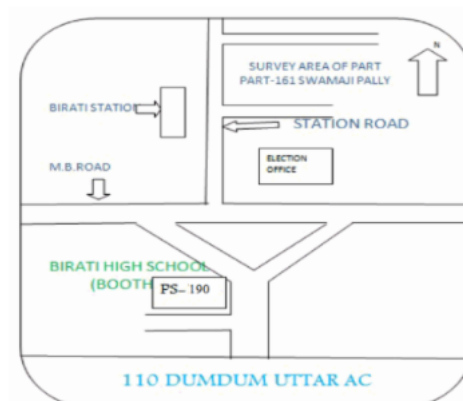 N
SURVEY AREA OF PART
PART-161 SWAMAJI PALLY
BIRATI STATION
STATION ROAD
ELECTION
OFFICE
M.B.ROAD
BIRATI HIGH SCHOOL
(BOOTH
PS-190
110 DUMDUM UTTAR AC